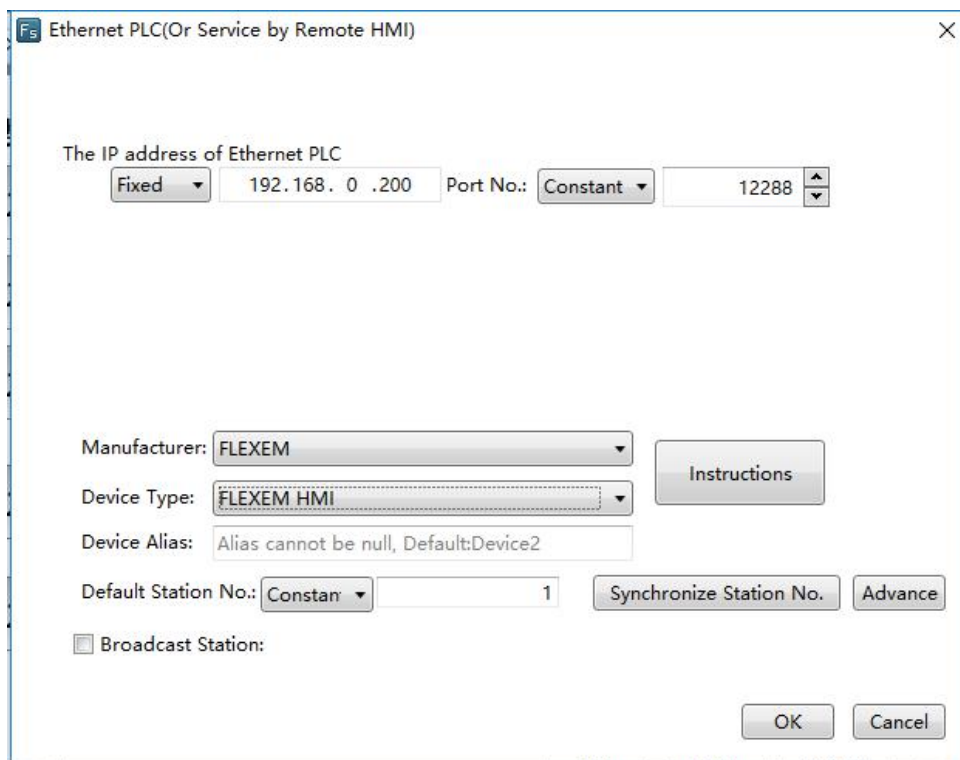 Fs Ethernet PLC(Or Service by Remote HMI)
The IP address of Ethernet PLC
Fixed 192.168. 0 .200 Port No.: Constant 12288
Manufacturer: FLEXEM
Instructions
Device Type: FLEXEM HMI
Device Alias: Alias cannot be null, Default:Device2
Default Station No.: Constan 1 Synchronize Station No. Advance
Broadcast Station:
OK Cancel